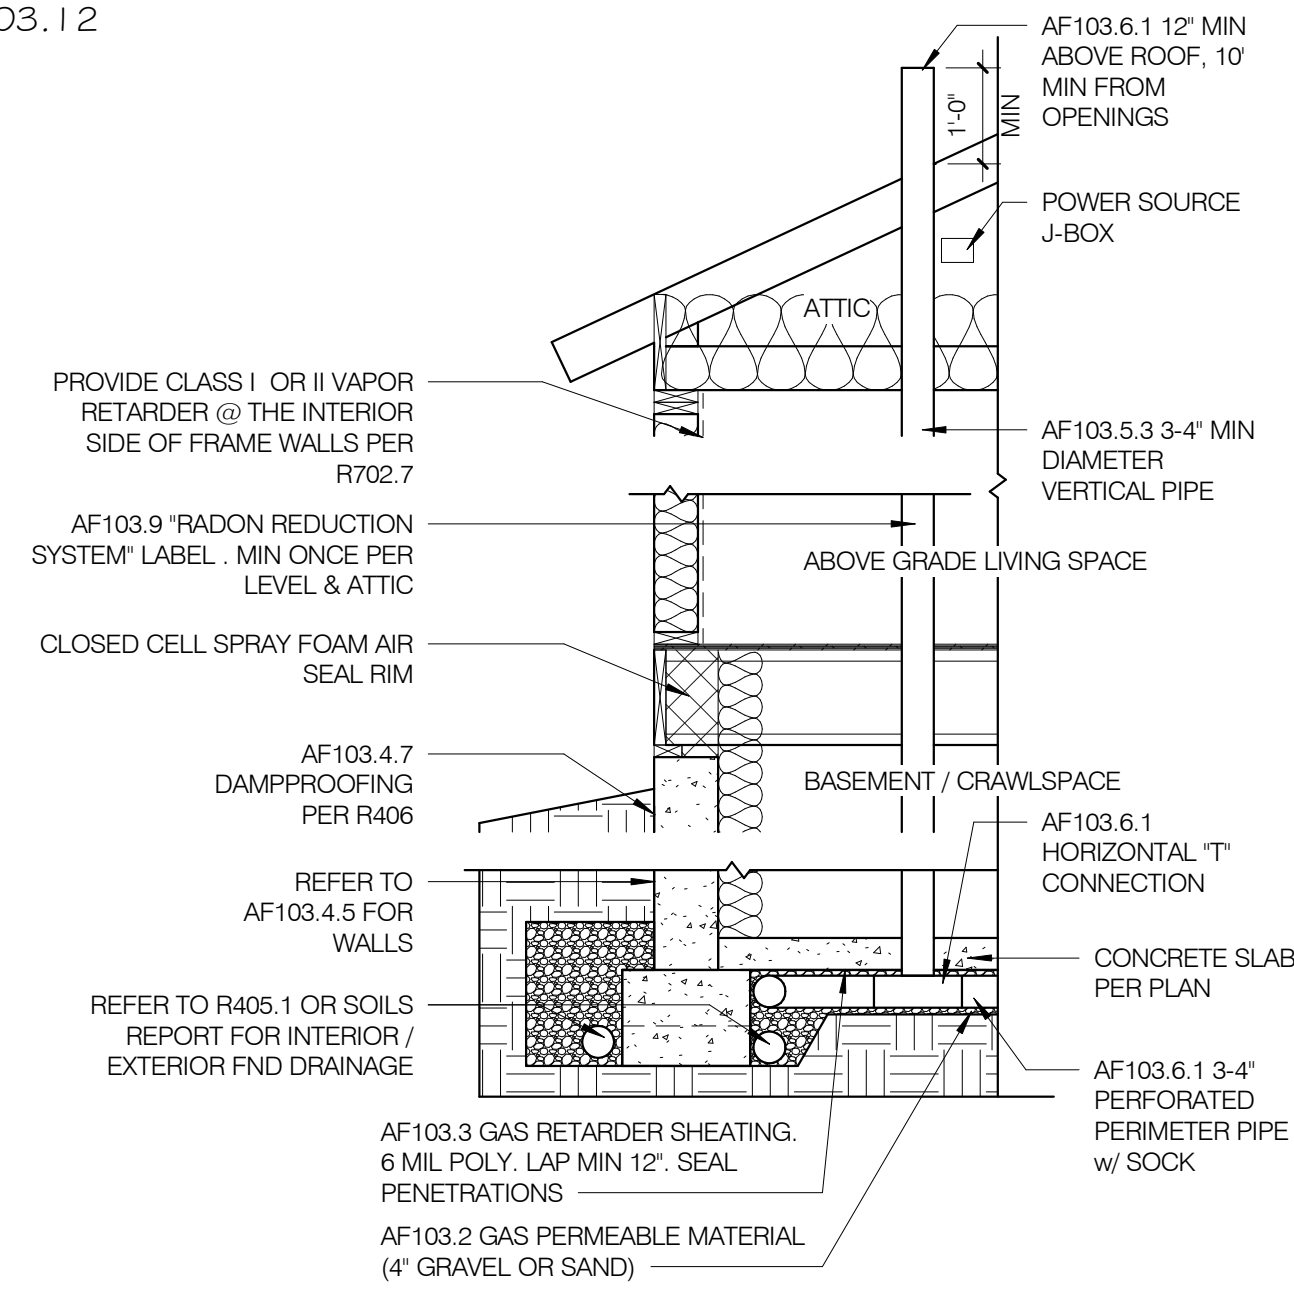 03.12
AF103.6.1 12" MIN
ABOVE ROOF, 10'
MIN FROM
OPENINGS
1'-0"
MIN
POWER SOURCE
J-BOX
ATTIC
PROVIDE CLASS I OR II VAPOR
RETARDER @ THE INTERIOR
SIDE OF FRAME WALLS PER
R702.7
AF103.5.3 3-4" MIN
DIAMETER
VERTICAL PIPE
AF103.9 "RADON REDUCTION
SYSTEM" LABEL . MIN ONCE PER
LEVEL & ATTIC
ABOVE GRADE LIVING SPACE
CLOSED CELL SPRAY FOAM AIR
SEAL RIM
AF103.4.7
DAMPPROOFING
PER R406
BASEMENT / CRAWLSPACE
AF103.6.1
HORIZONTAL "T"
CONNECTION
REFER TO
AF103.4.5 FOR
WALLS
CONCRETE SLAB
PER PLAN
REFER TO R405.1 OR SOILS
REPORT FOR INTERIOR /
EXTERIOR FND DRAINAGE
AF103.6.1 3-4"
PERFORATED
PERIMETER PIPE
w/ SOCK
AF103.3 GAS RETARDER SHEATING.
6 MIL POLY. LAP MIN 12". SEAL
PENETRATIONS
AF103.2 GAS PERMEABLE MATERIAL
(4" GRAVEL OR SAND)